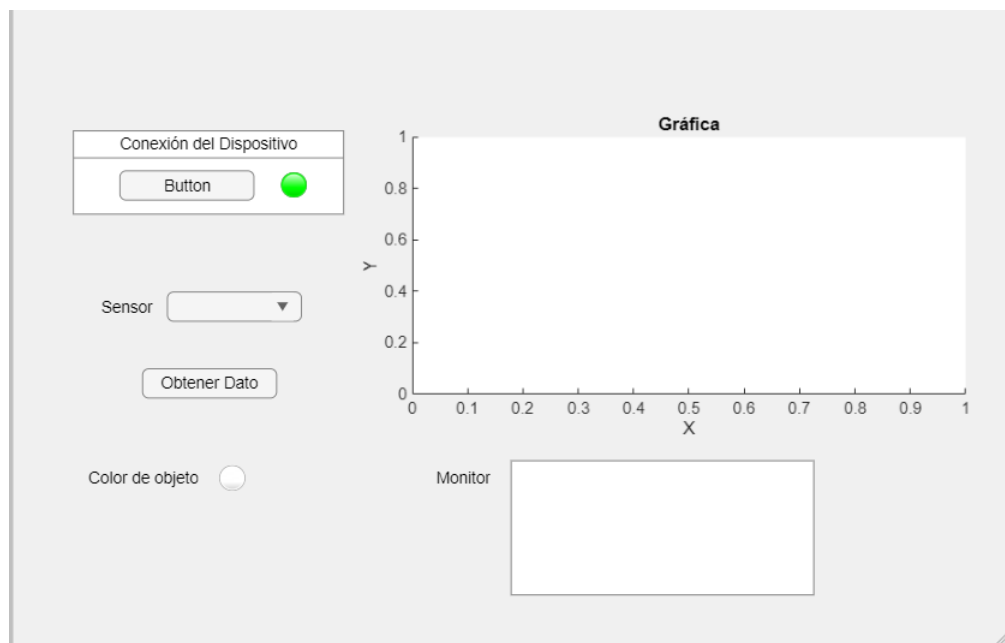 Conexión del Dispositivo
Button
Sensor
Obtener Dato
Color de objeto
Gráfica
1
0.8
0.6
0.4
0.2
0
Y
0 0.1 0.2 0.3 0.4 0.5 0.6 0.7 0.8 0.9 1
X
Monitor